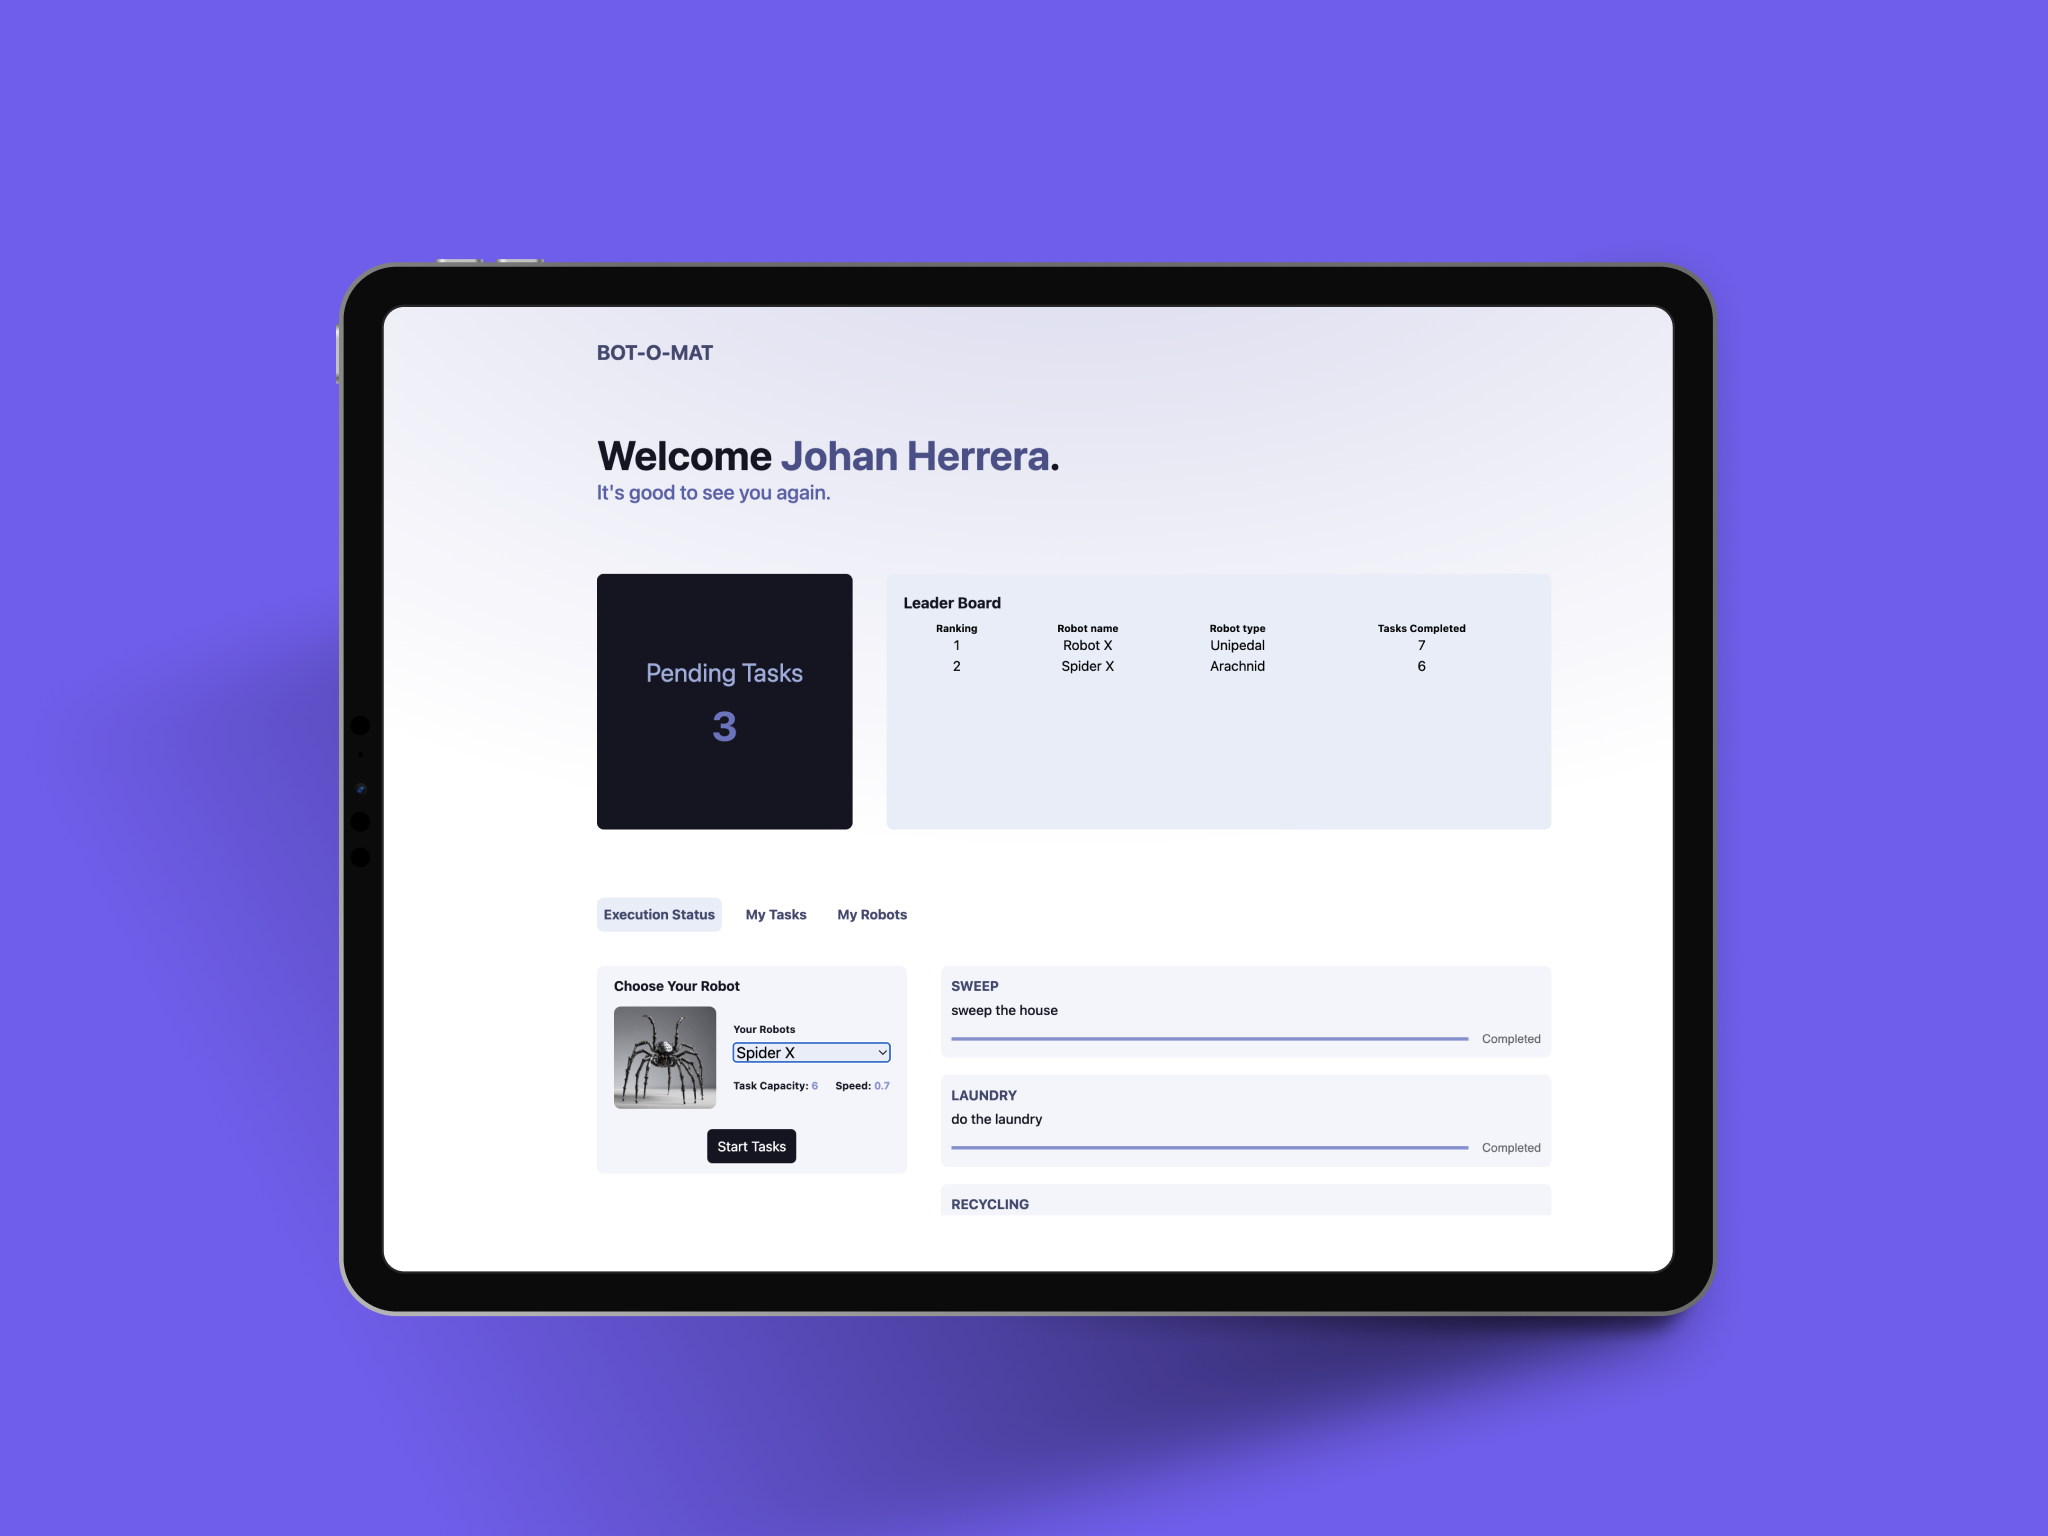 BOT-O-MAT
Welcome Johan Herrera.
It's good to see you again.
Pending Tasks
3
Leader Board
Ranking Robot name Robot type Tasks Completed
1 Robot X Unipedal 7
2 Spider X Arachnid 6
Execution Status My Tasks My Robots
Choose Your Robot
Your Robots
Spider X
Task Capacity: 6 Speed: 0.7
Start Tasks
SWEEP
sweep the house
Completed
LAUNDRY
do the laundry
Completed
RECYCLING